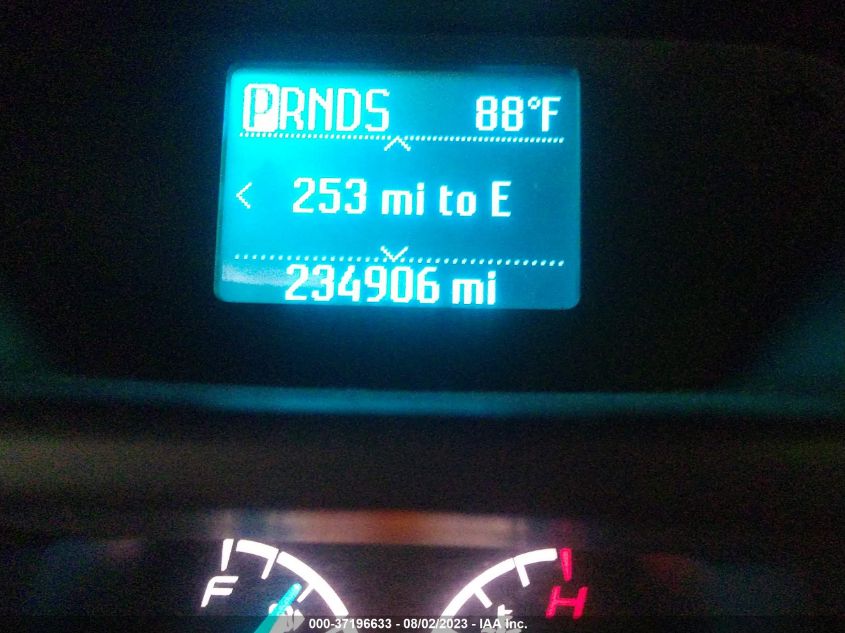 PRNDS 88°F
< 253 mi to E
234906 mi
F H
000-37196633 - 08/02/2023 - IAA Inc.